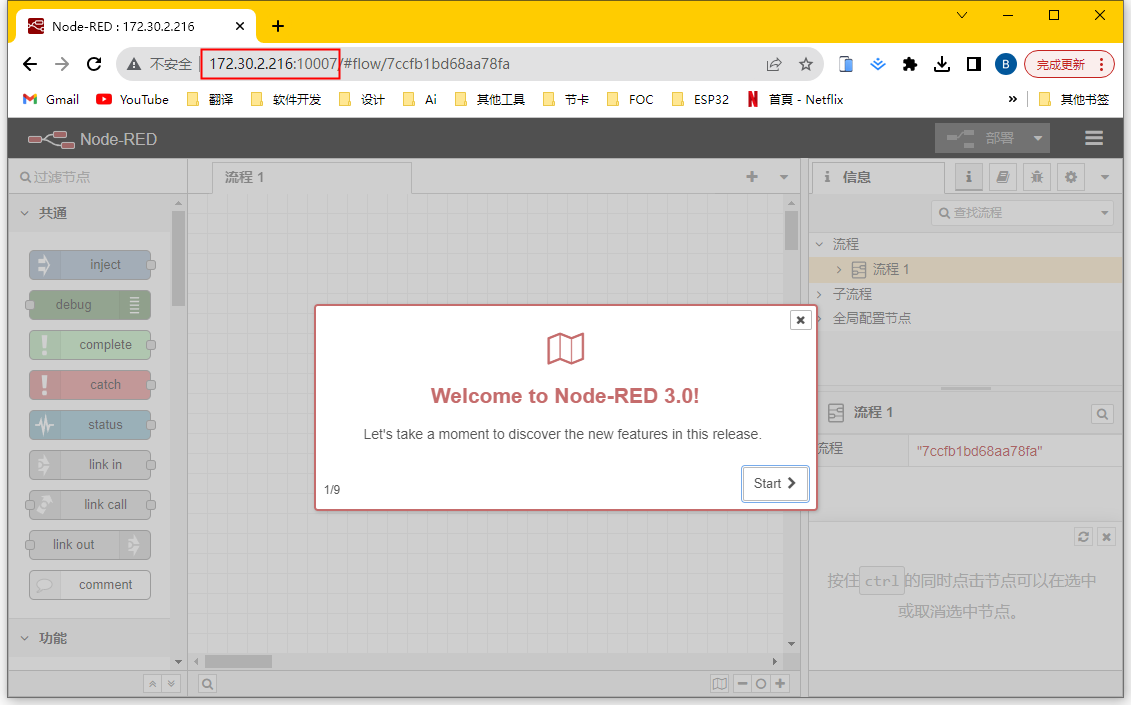 Node-RED : 172.30.2.216
不安全
172.30.2.216:10007/#flow/7ccfb1bd68aa78fa
B
完成更新
Gmail
YouTube
翻译
软件开发
设计
Ai
其他工具
节卡
FOC
ESP32
首頁 - Netflix
»
其他书签
Node-RED
部署
过滤节点
流程 1
信息
共通
查找流程
inject
debug
complete
catch
status
link in
link call
link out
comment
功能
流程
流程 1
子流程
全局配置节点
Welcome to Node-RED 3.0!
Let's take a moment to discover the new features in this release.
1/9
Start
流程 1
流程
"7ccfb1bd68aa78fa"
按住ctrl的同时点击节点可以在选中
或取消选中节点。